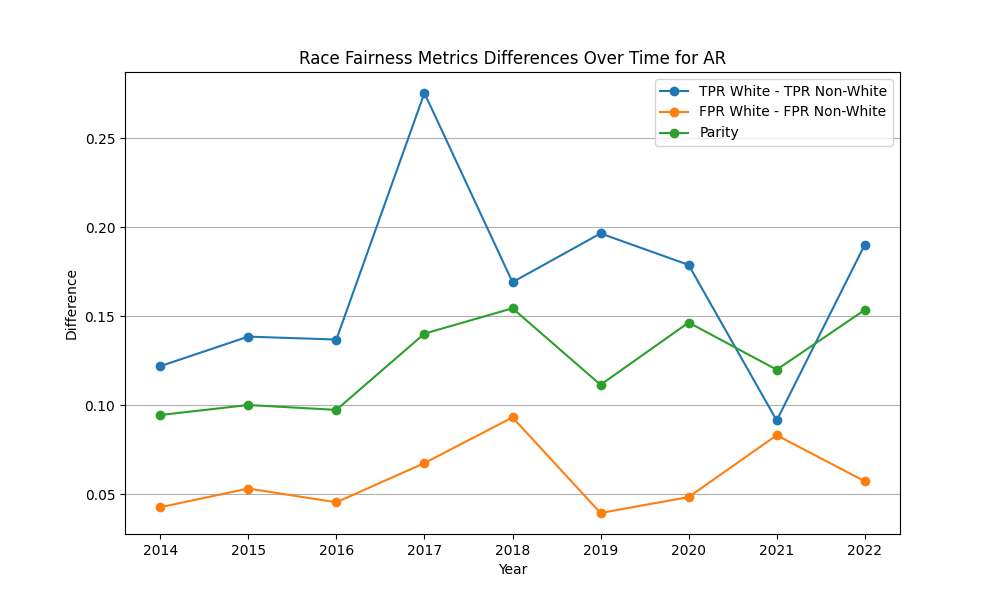 Race Fairness Metrics Differences Over Time for AR
TPR White - TPR Non-White
FPR White - FPR Non-White
Parity
0.25
0.20
0.15
0.10
0.05
Difference
2014 2015 2016 2017 2018 2019 2020 2021 2022
Year